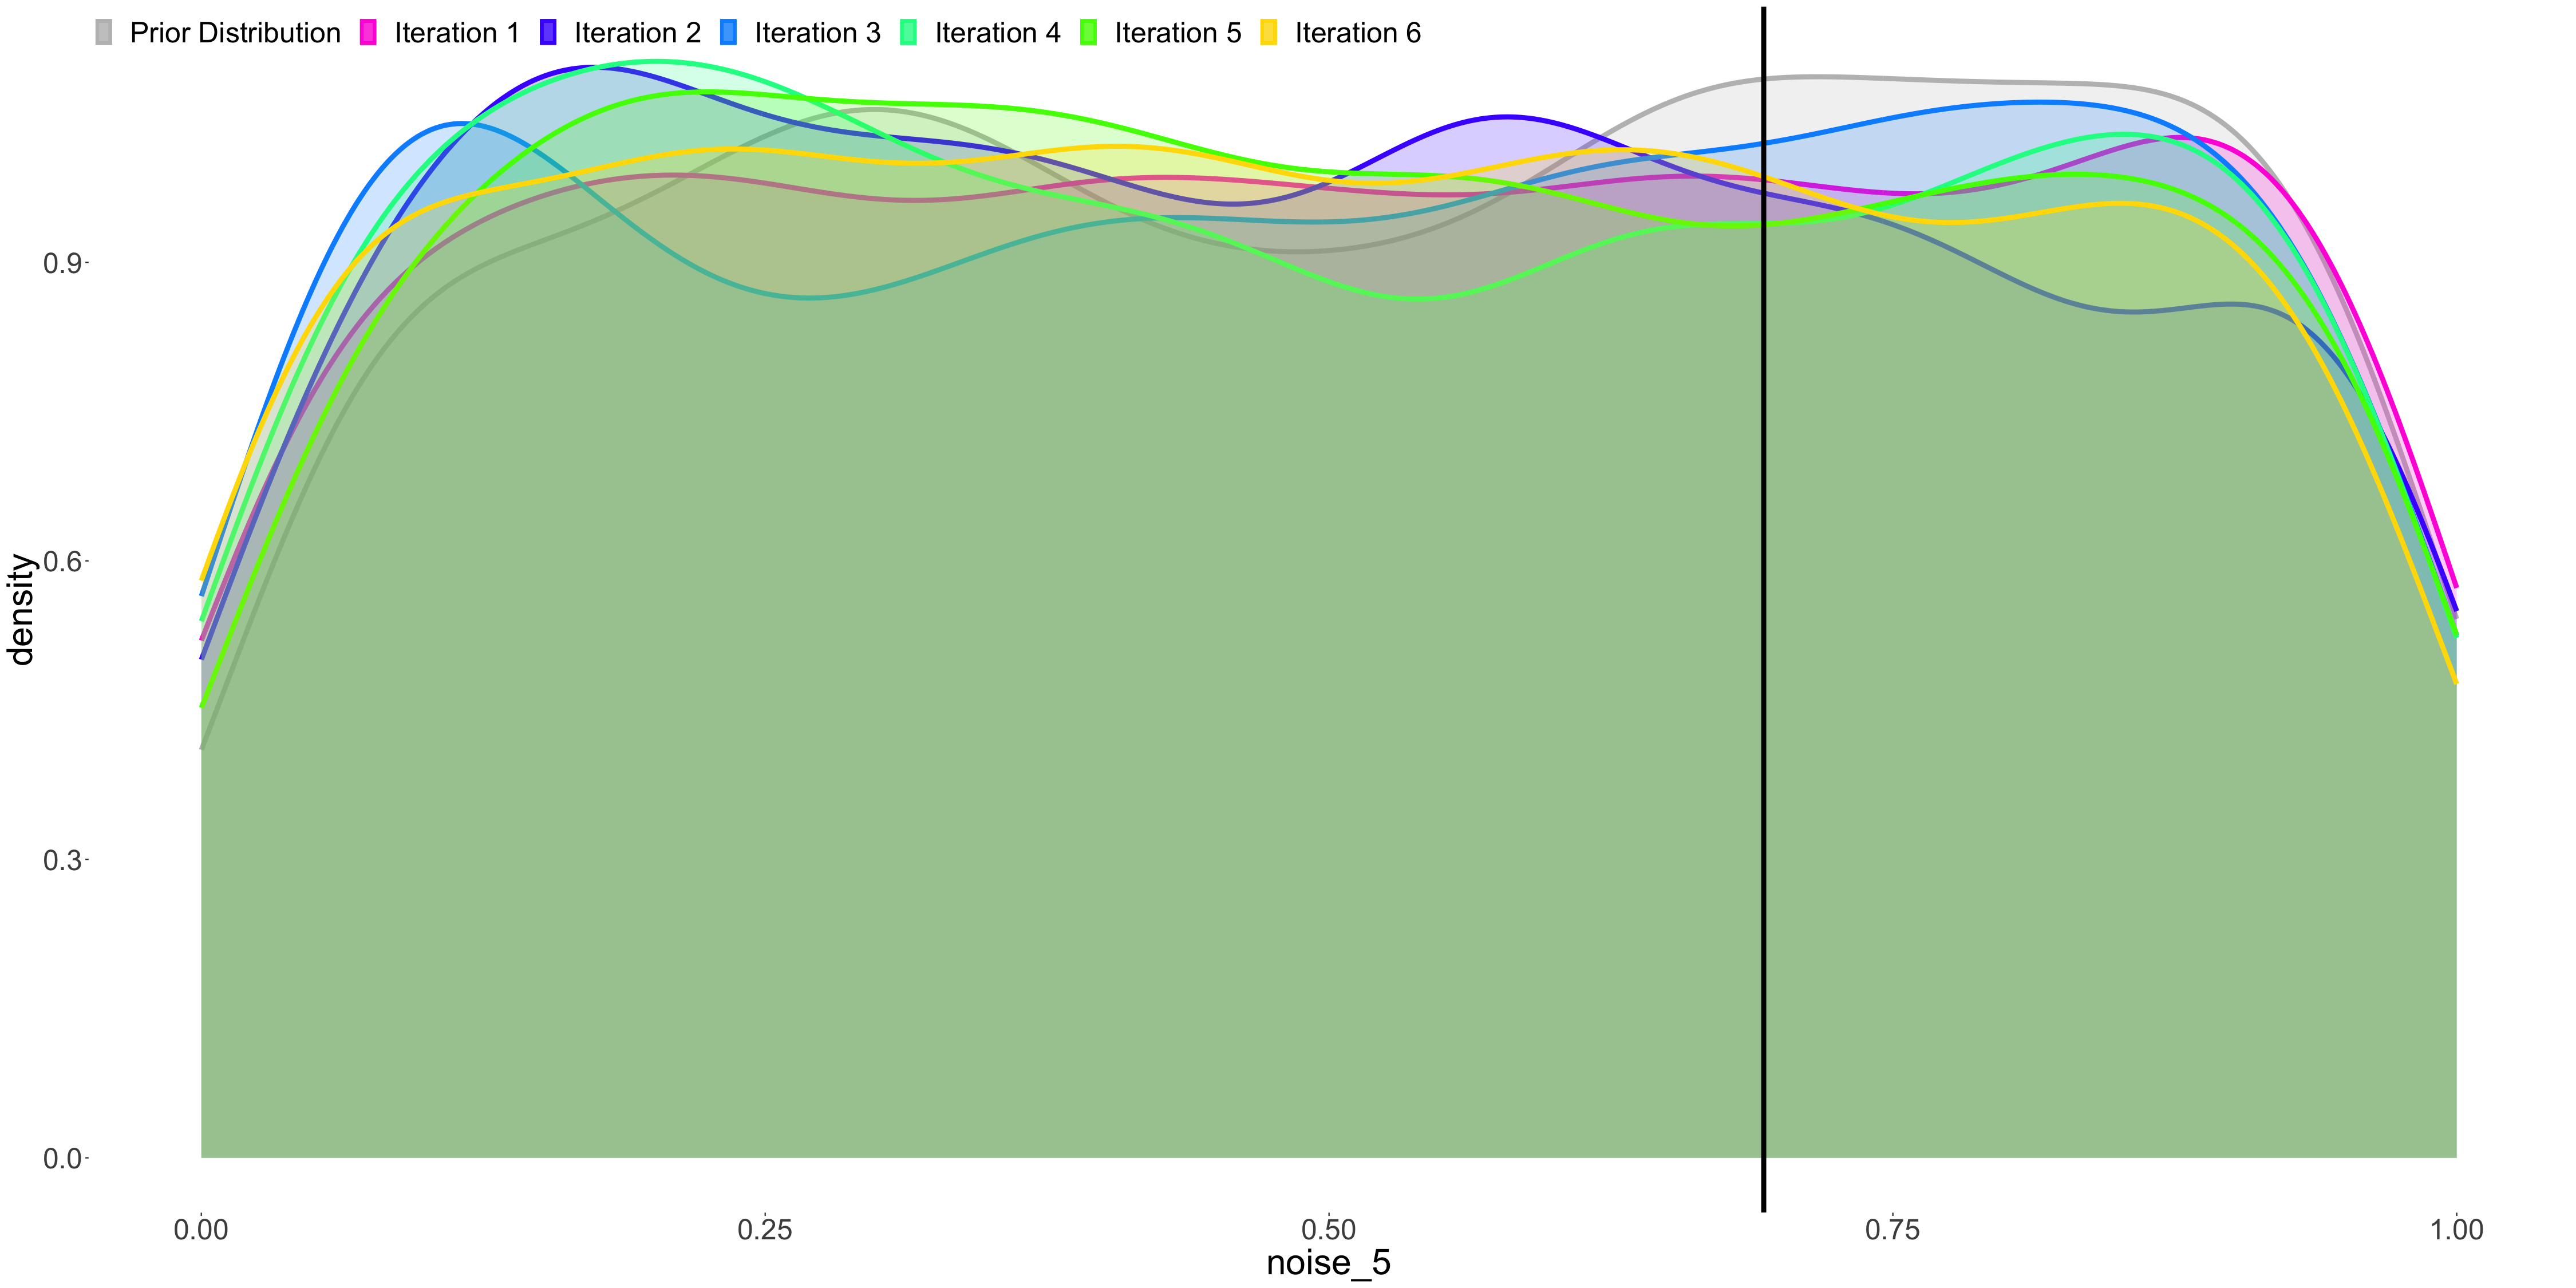 Prior Distribution Iteration 1 Iteration 2 Iteration 3 Iteration 4 Iteration 5 Iteration 6
0.9
0.6
0.3
0.0
density
0.00 0.25 0.50 0.75 1.00
noise_5